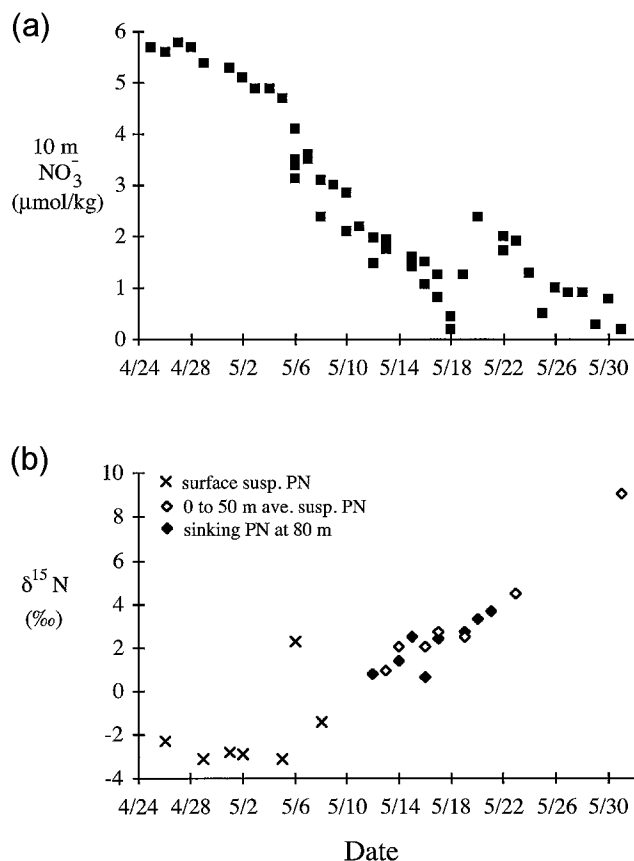 (a)
6
5
4
3
2
1
0
10 m
NO₃⁻
(μmol/kg)
4/24 4/28 5/2 5/6 5/10 5/14 5/18 5/22 5/26 5/30
(b)
10
8
6
4
2
0
-2
-4
surface susp. PN
0 to 50 m ave. susp. PN
sinking PN at 80 m
δ¹⁵ N
(‰)
4/24 4/28 5/2 5/6 5/10 5/14 5/18 5/22 5/26 5/30
Date